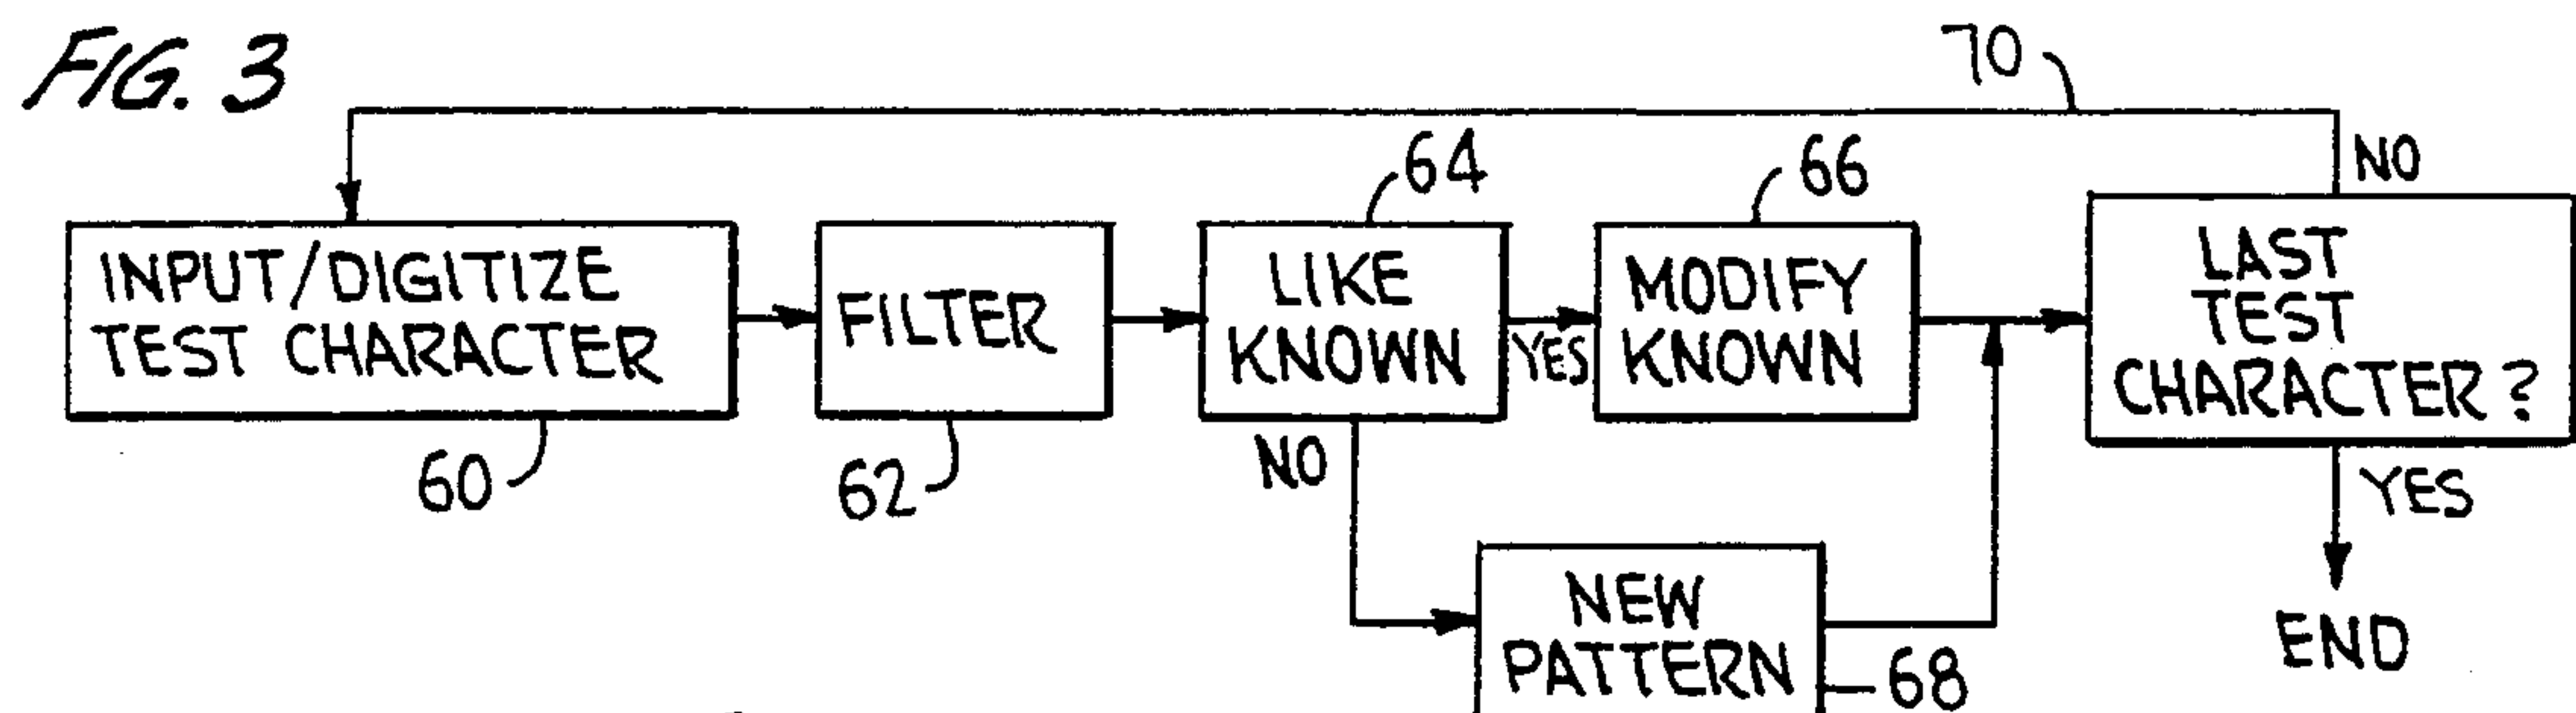 FIG. 3
70
NO
64
66
INPUT/DIGITIZE
TEST CHARACTER
60
FILTER
62
LIKE
KNOWN
YES
NO
MODIFY
KNOWN
LAST
TEST
CHARACTER?
YES
END
NEW
PATTERN
68